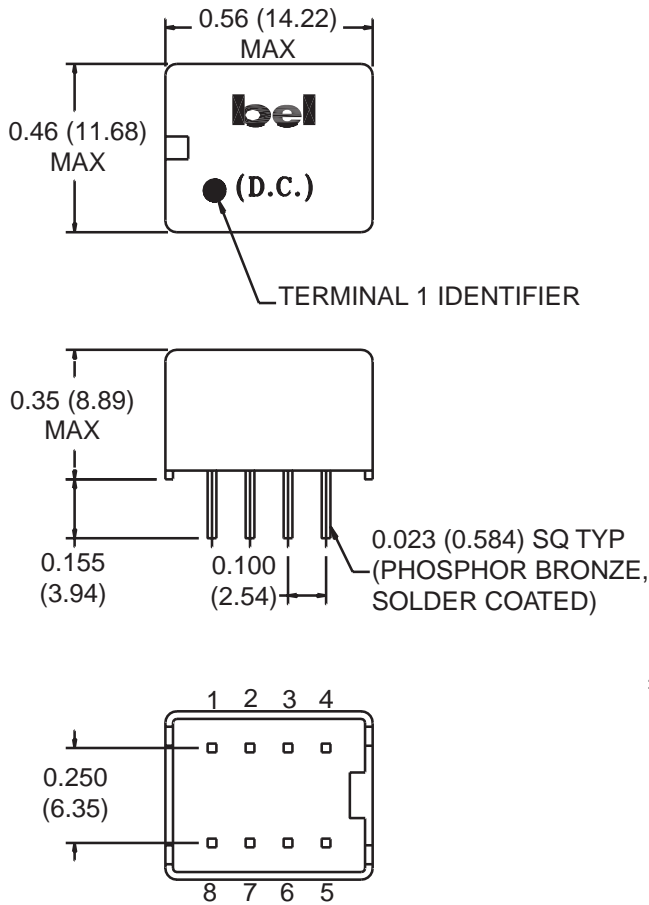 0.56 (14.22)
MAX
bel
0.46 (11.68)
MAX
(D.C.)
TERMINAL 1 IDENTIFIER
0.35 (8.89)
MAX
0.155
(3.94)
0.100
(2.54)
0.023 (0.584) SQ TYP
(PHOSPHOR BRONZE,
SOLDER COATED)
1 2 3 4
0.250
(6.35)
8 7 6 5